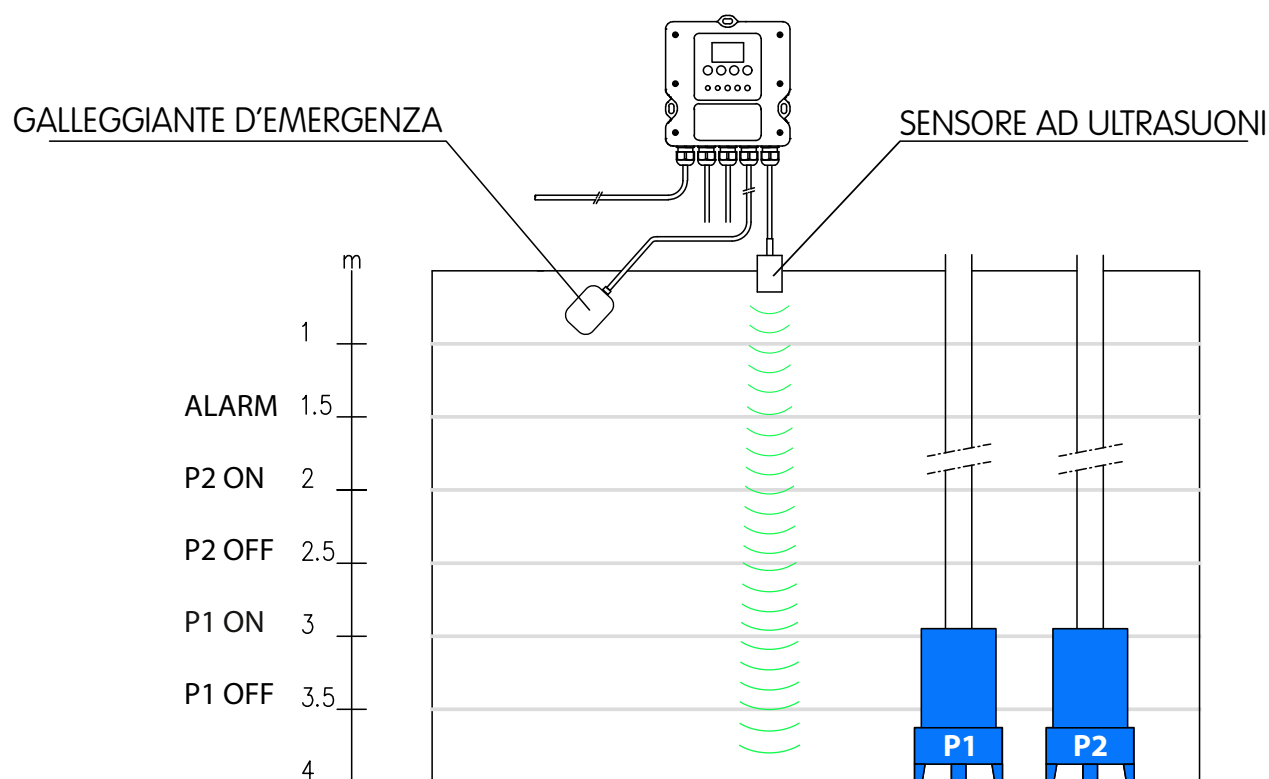 GALLEGGIANTE D'EMERGENZA
SENSORE AD ULTRASUONI
m
1
ALARM 1.5
P2 ON 2
P2 OFF 2.5
P1 ON 3
P1 OFF 3.5
P1 P2
4